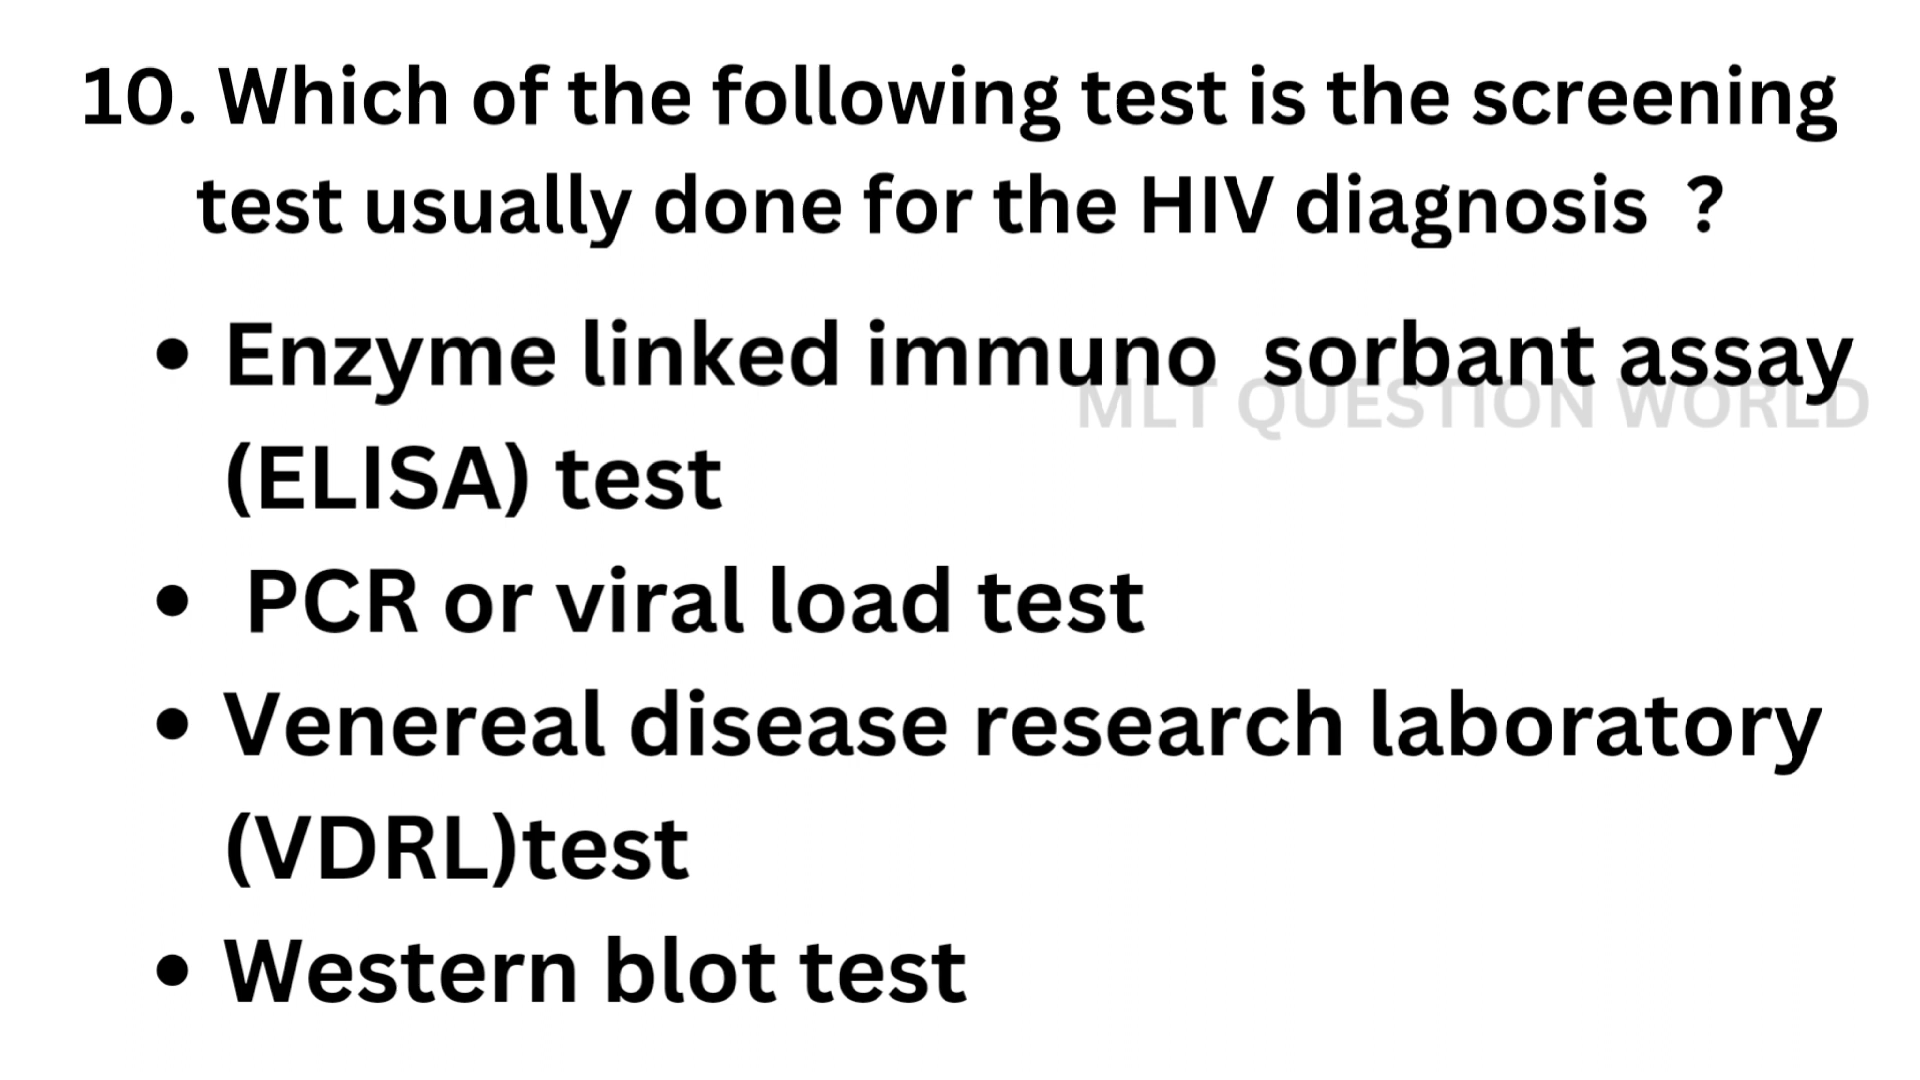 10. Which of the following test is the screening
test usually done for the HIV diagnosis  ?
• Enzyme linked immuno  sorbant assay
MLT QUESTION WORLD
(ELISA) test
•  PCR or viral load test
• Venereal disease research laboratory
(VDRL)test
• Western blot test